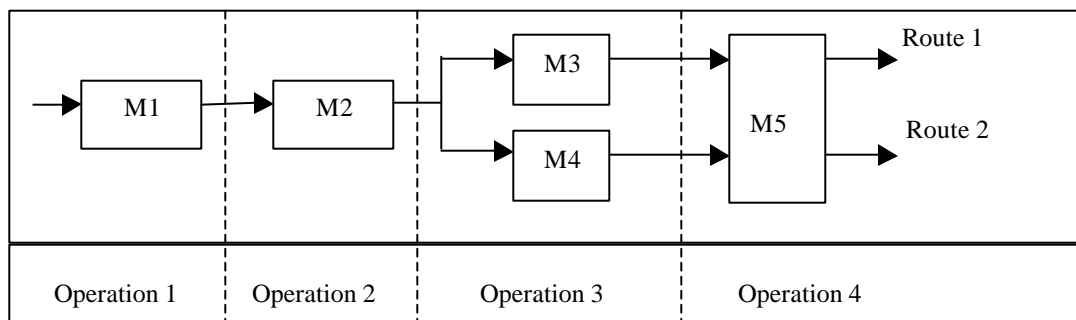 Route 1
M3
M1
M2
M5
Route 2
M4
Operation 1
Operation 2
Operation 3
Operation 4